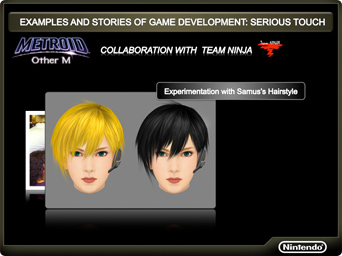 EXAMPLES AND STORIES OF GAME DEVELOPMENT: SERIOUS TOUCH
METROID
Other M
COLLABORATION WITH TEAM NINJA
Experimentation with Samus's Hairstyle
Nintendo